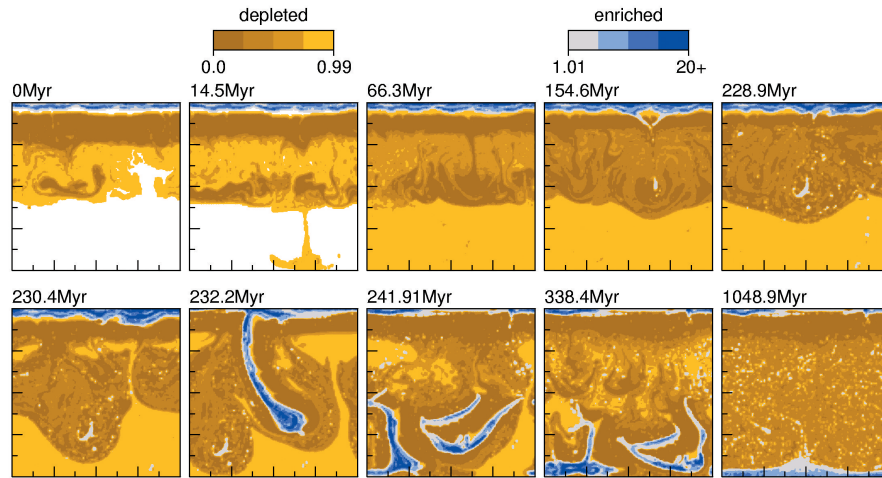 depleted enriched
0.0 0.99 1.01 20+
0Myr 14.5Myr 66.3Myr 154.6Myr 228.9Myr
230.4Myr 232.2Myr 241.91Myr 338.4Myr 1048.9Myr